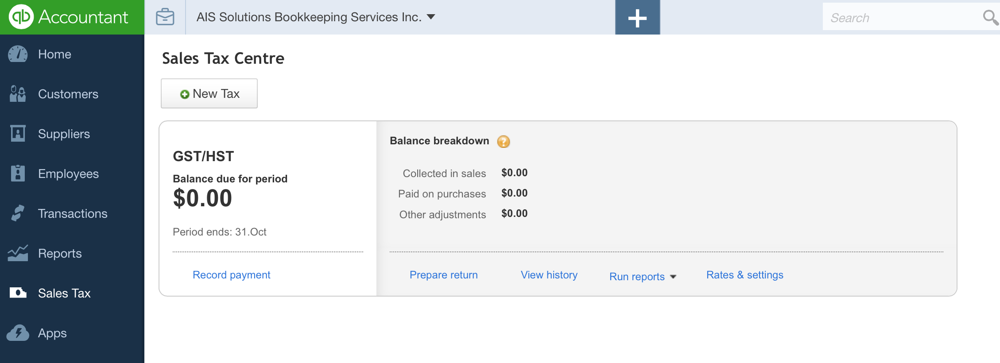 qb Accountant
AIS Solutions Bookkeeping Services Inc.
Search
Home
Customers
Suppliers
Employees
Transactions
Reports
Sales Tax
Apps
Sales Tax Centre
New Tax
GST/HST
Balance due for period
$0.00
Period ends: 31.Oct
Record payment
Balance breakdown ?
Collected in sales $0.00
Paid on purchases $0.00
Other adjustments $0.00
Prepare return View history Run reports Rates & settings